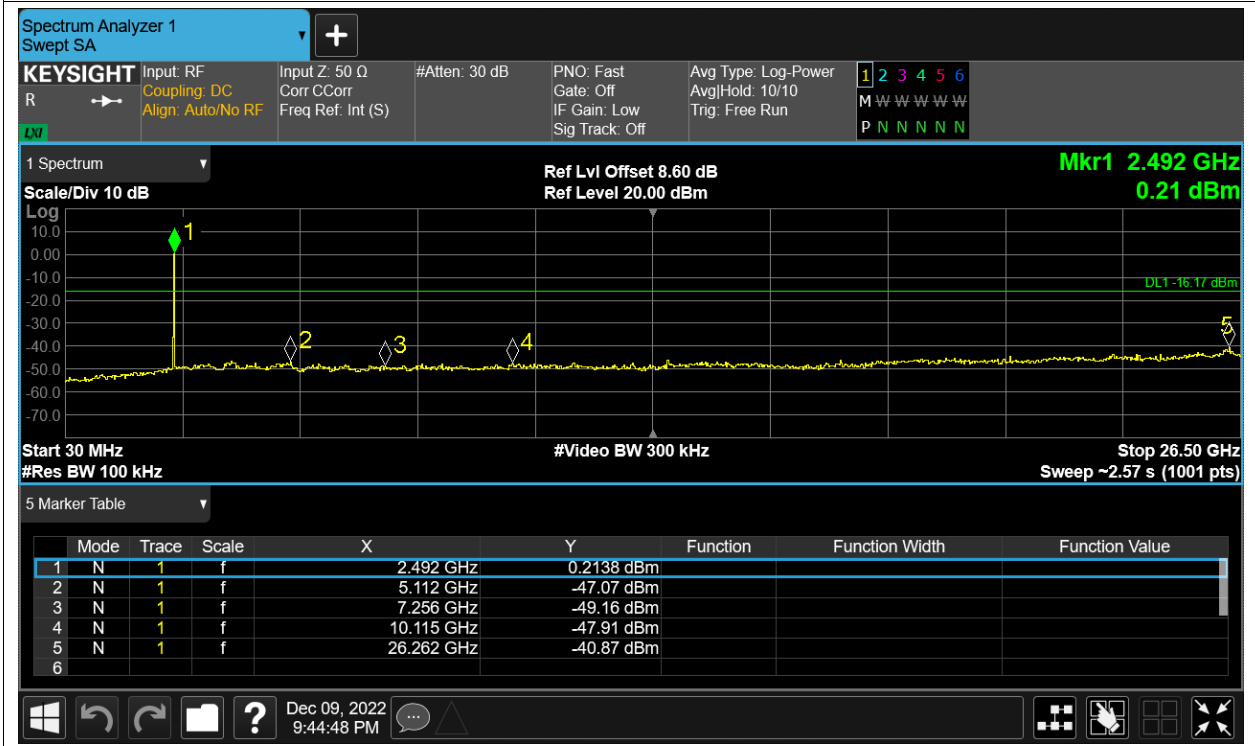 Spectrum Analyzer 1
Swept SA
+
KEYSIGHT
R
LXI
Input: RF
Coupling: DC
Align: Auto/No RF
Input Z: 50 Ω
Corr CCorr
Freq Ref: Int (S)
#Atten: 30 dB
PNO: Fast
Gate: Off
IF Gain: Low
Sig Track: Off
Avg Type: Log-Power
Avg|Hold: 10/10
Trig: Free Run
1 2 3 4 5 6
M W W W W W
P N N N N N
1 Spectrum
Scale/Div 10 dB
Ref Lvl Offset 8.60 dB
Ref Level 20.00 dBm
Mkr1 2.492 GHz
0.21 dBm
Log
10.0
0.00
-10.0
-20.0
-30.0
-40.0
-50.0
-60.0
-70.0
1
2
3
4
5
DL1 -16.17 dBm
Start 30 MHz
#Video BW 300 kHz
Stop 26.50 GHz
#Res BW 100 kHz
Sweep ~2.57 s (1001 pts)
5 Marker Table
Mode Trace Scale X Y Function Function Width Function Value
1 N 1 f 2.492 GHz 0.2138 dBm
2 N 1 f 5.112 GHz -47.07 dBm
3 N 1 f 7.256 GHz -49.16 dBm
4 N 1 f 10.115 GHz -47.91 dBm
5 N 1 f 26.262 GHz -40.87 dBm
6
?
Dec 09, 2022
9:44:48 PM